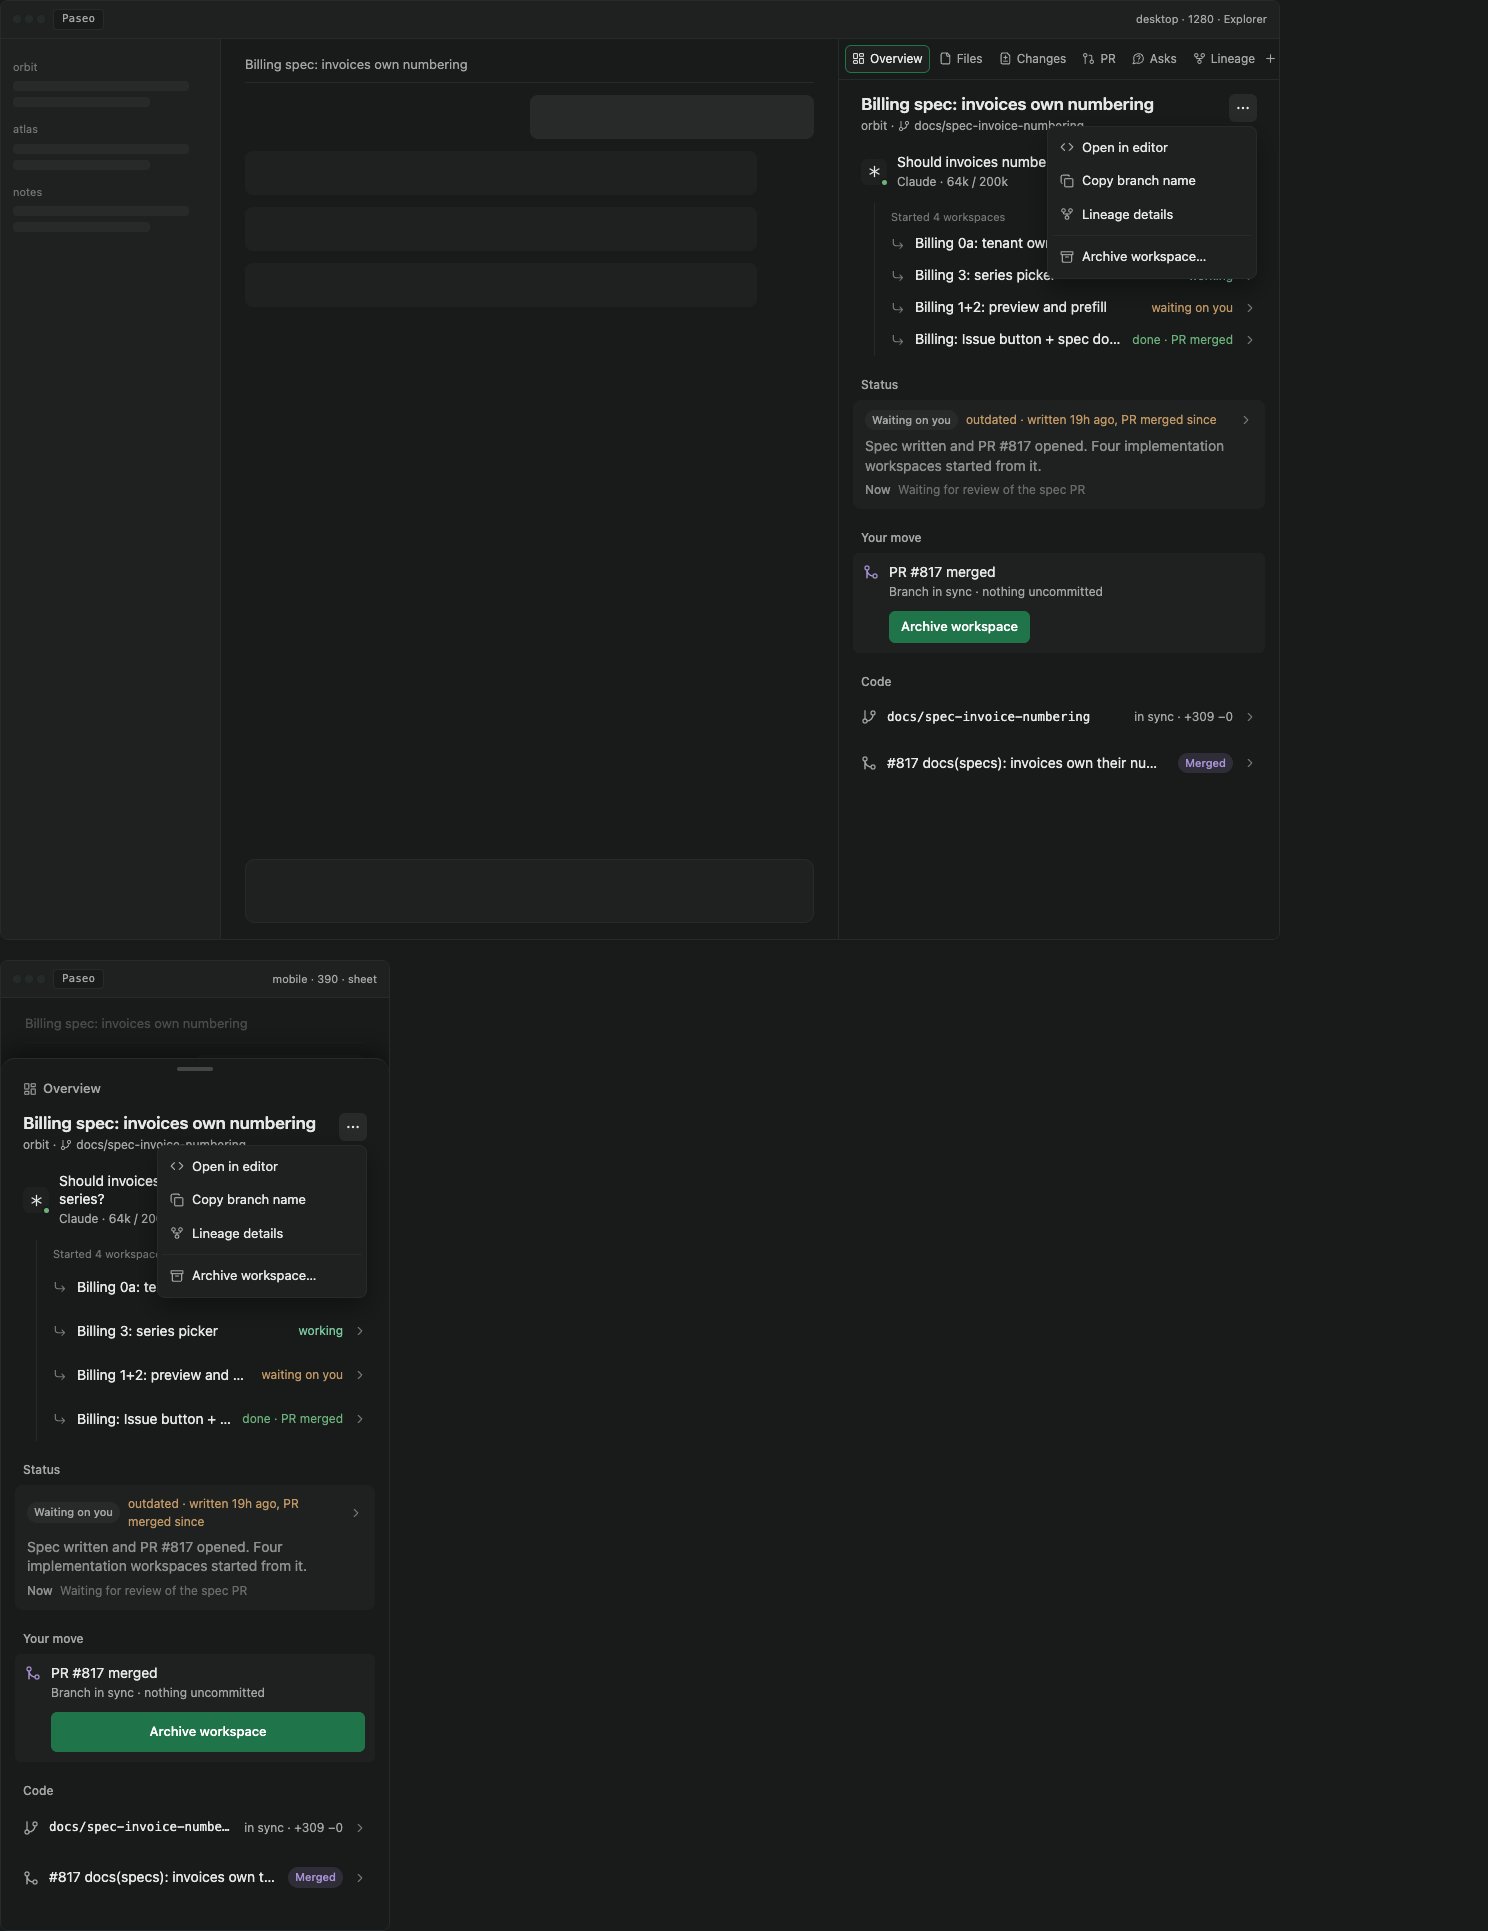 Paseo
desktop · 1280 · Explorer
orbit
atlas
notes
Billing spec: invoices own numbering
Overview
Files
Changes
PR
Asks
Lineage
Billing spec: invoices own numbering
orbit · docs/spec-invoice-numbering
Open in editor
Copy branch name
Lineage details
Archive workspace...
Should invoices numbe
Claude · 64k / 200k
Started 4 workspaces
Billing 0a: tenant own
Billing 3: series picker
working
Billing 1+2: preview and prefill
waiting on you
Billing: Issue button + spec do...
done · PR merged
Status
Waiting on you
outdated · written 19h ago, PR merged since
Spec written and PR #817 opened. Four implementation
workspaces started from it.
Now Waiting for review of the spec PR
Your move
PR #817 merged
Branch in sync · nothing uncommitted
Archive workspace
Code
docs/spec-invoice-numbering
in sync · +309 −0
#817 docs(specs): invoices own their nu...
Merged
Paseo
mobile · 390 · sheet
Billing spec: invoices own numbering
Overview
Billing spec: invoices own numbering
orbit · docs/spec-invoice-numbering
Open in editor
Copy branch name
Lineage details
Archive workspace...
Should invoices
series?
Claude · 64k / 200
Started 4 workspace
Billing 0a: te
Billing 3: series picker
working
Billing 1+2: preview and ...
waiting on you
Billing: Issue button + ...
done · PR merged
Status
Waiting on you
outdated · written 19h ago, PR
merged since
Spec written and PR #817 opened. Four
implementation workspaces started from it.
Now Waiting for review of the spec PR
Your move
PR #817 merged
Branch in sync · nothing uncommitted
Archive workspace
Code
docs/spec-invoice-numbe...
in sync · +309 −0
#817 docs(specs): invoices own t...
Merged